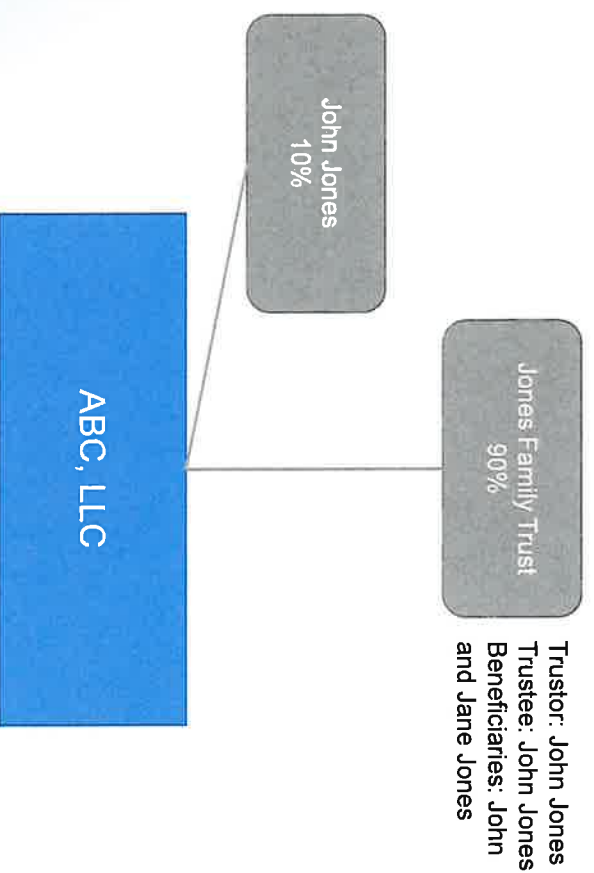 Jones Family Trust
90%
Trustor: John Jones
Trustee: John Jones
Beneficiaries: John
and Jane Jones
John Jones
10%
ABC, LLC